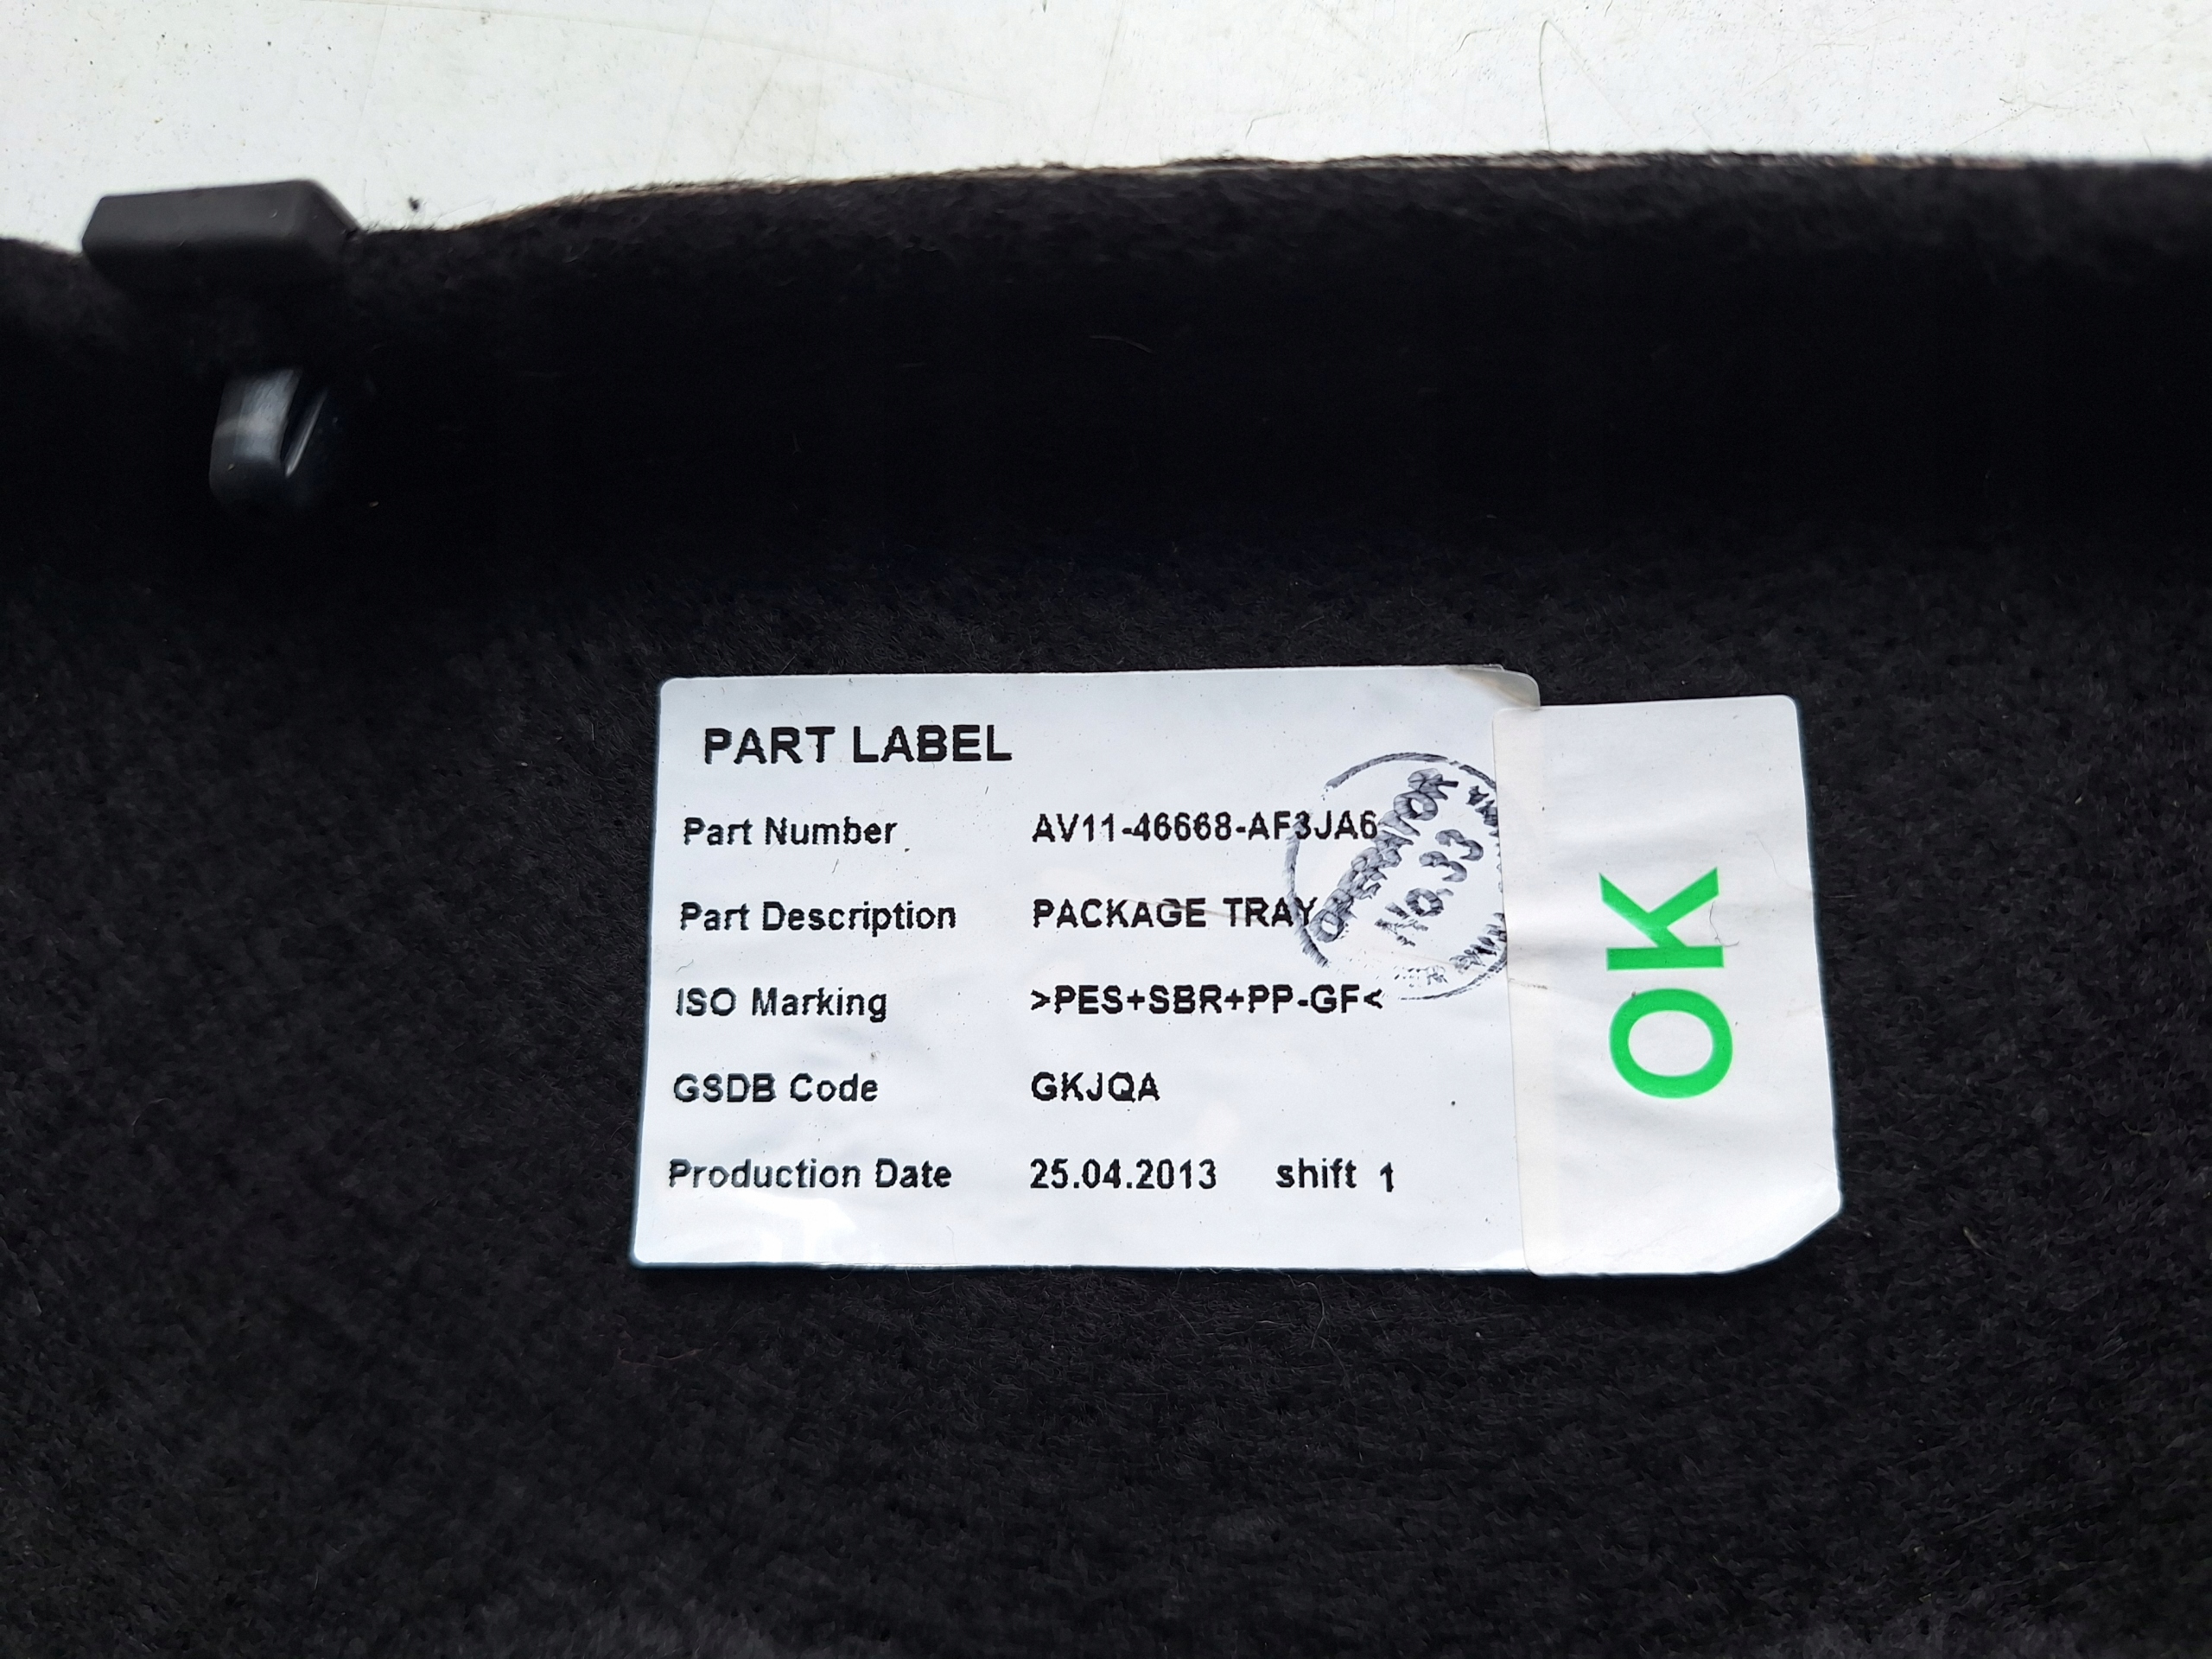 PART LABEL
Part Number AV11-46668-AF3JA6
Part Description PACKAGE TRAY
ISO Marking >PES+SBR+PP-GF<
GSDB Code GKJQA
Production Date 25.04.2013 shift 1
OPERATOR
No.33
OK